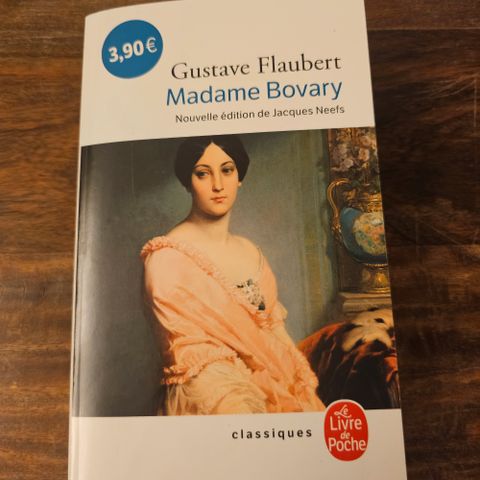 3,90€
Gustave Flaubert
Madame Bovary
Nouvelle édition de Jacques Neefs
classiques
Le
Livre
de
Poche